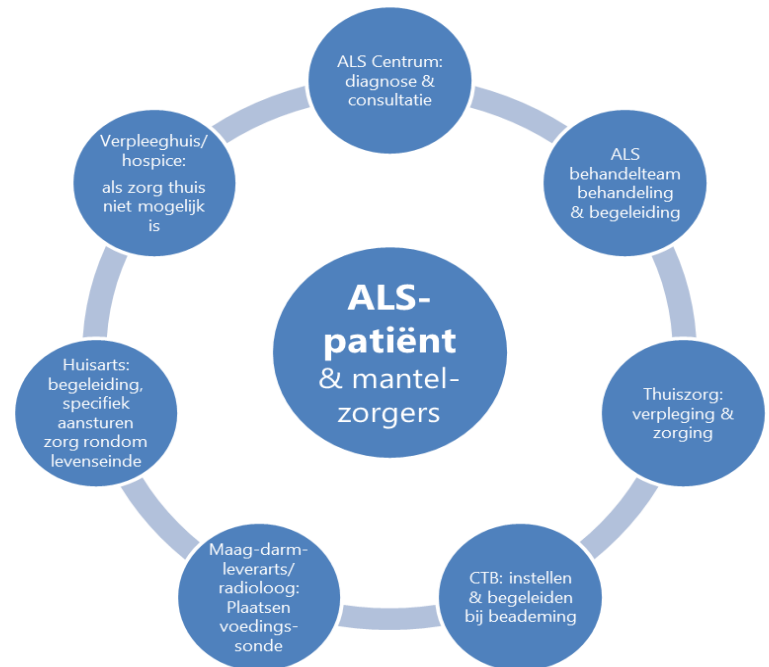 ALS Centrum:
diagnose &
consultatie
ALS
behandelteam
behandeling
& begeleiding
Thuiszorg:
verpleging &
zorging
CTB: instellen
& begeleiden
bij beademing
Maag-darm-
leverarts/
radioloog:
Plaatsen
voedings-
sonde
Huisarts:
begeleiding,
specifiek
aansturen
zorg rondom
levenseinde
Verpleeghuis/
hospice:
als zorg thuis
niet mogelijk
is
ALS-
patiënt
& mantel-
zorgers